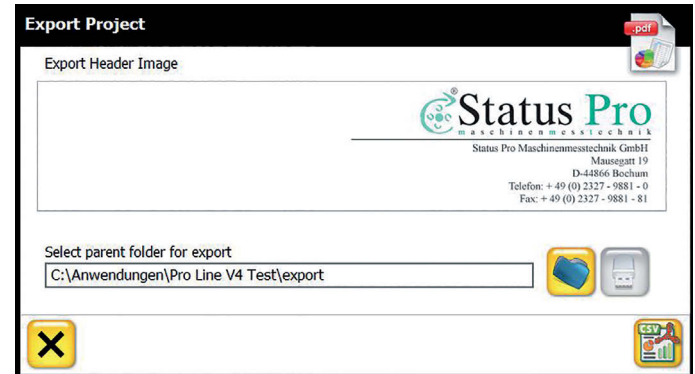 Export Project
.pdf
Export Header Image
Status Pro
®
maschinenmesstechnik
Status Pro Maschinenmesstechnik GmbH
Mausegatt 19
D-44866 Bochum
Telefon: + 49 (0) 2327 - 9881 - 0
Fax: + 49 (0) 2327 - 9881 - 81
Select parent folder for export
C:\Anwendungen\Pro Line V4 Test\export
CSV